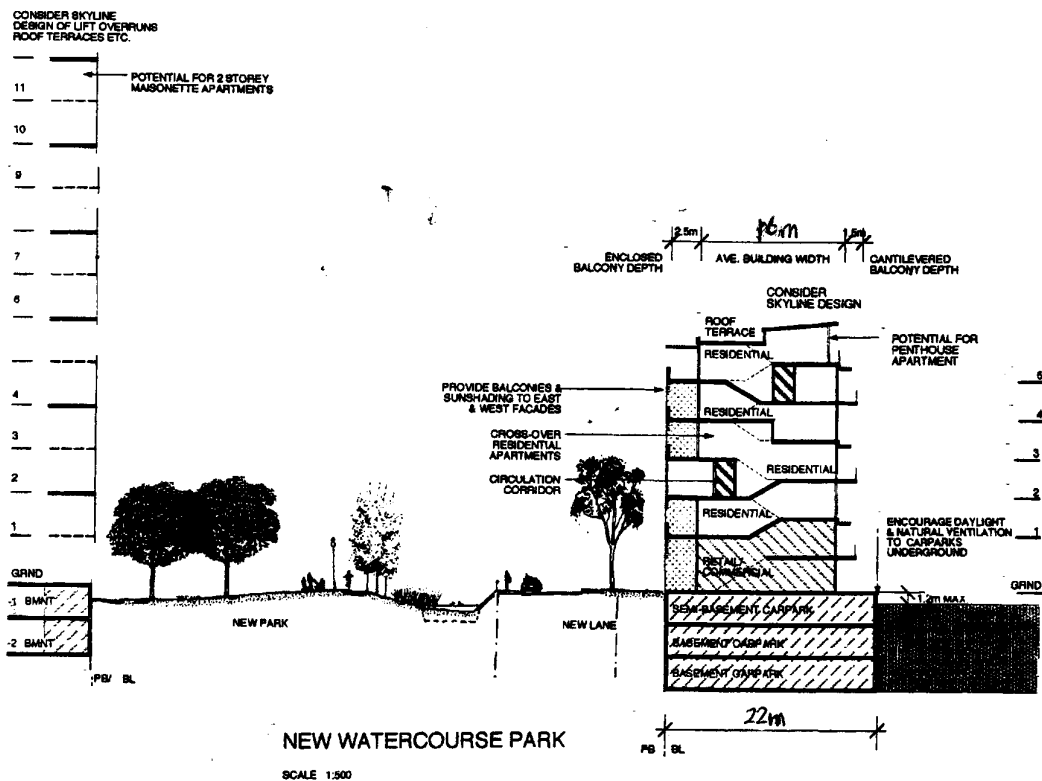 CONSIDER SKYLINE
DESIGN OF LIFT OVERRUNS
ROOF TERRACES ETC.
POTENTIAL FOR 2 STOREY
MAISONETTE APARTMENTS
11
10
9
7
6
4
3
2
1
GRND
-1 BMNT
-2 BMNT
PB/ BL
NEW PARK
NEW LANE
2.5m
16m
1.5m
ENCLOSED
BALCONY DEPTH
AVE. BUILDING WIDTH
CANTILEVERED
BALCONY DEPTH
CONSIDER
SKYLINE DESIGN
ROOF
TERRACE
RESIDENTIAL
POTENTIAL FOR
PENTHOUSE
APARTMENT
PROVIDE BALCONIES &
SUNSHADING TO EAST
& WEST FACADES
RESIDENTIAL
CROSS-OVER
RESIDENTIAL
APARTMENTS
RESIDENTIAL
CIRCULATION
CORRIDOR
RESIDENTIAL
RETAIL/
COMMERCIAL
ENCOURAGE DAYLIGHT
& NATURAL VENTILATION
TO CARPARKS
UNDERGROUND
4
3
2
1
GRND
1.2m MAX
SEMI-BASEMENT CARPARK
BASEMENT CARPARK
BASEMENT CARPARK
22m
PB BL
NEW WATERCOURSE PARK
SCALE 1:500